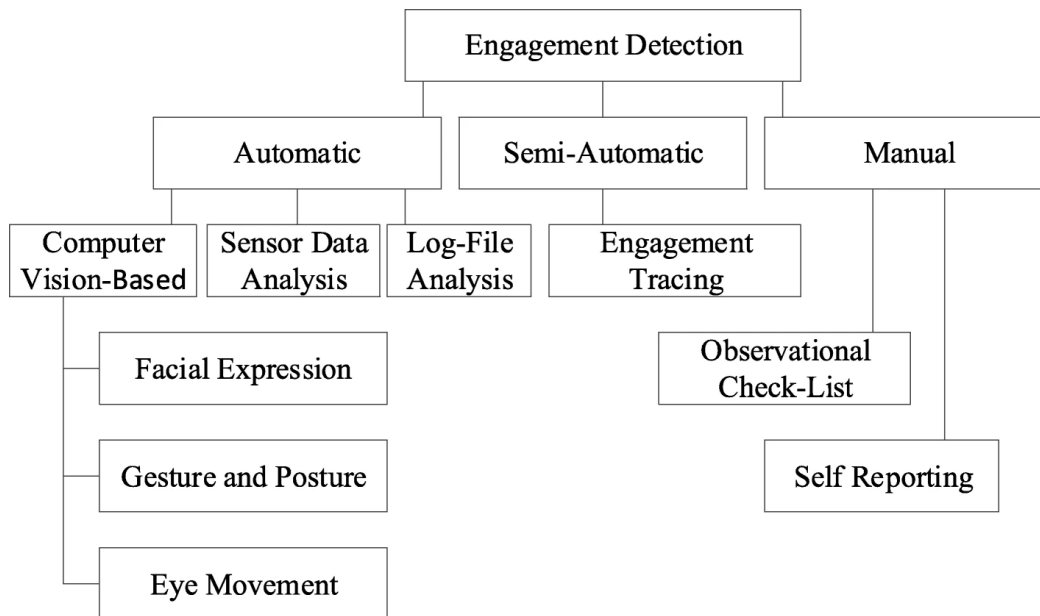 Engagement Detection
Automatic
Semi-Automatic
Manual
Computer
Vision-Based
Sensor Data
Analysis
Log-File
Analysis
Engagement
Tracing
Facial Expression
Observational
Check-List
Gesture and Posture
Self Reporting
Eye Movement